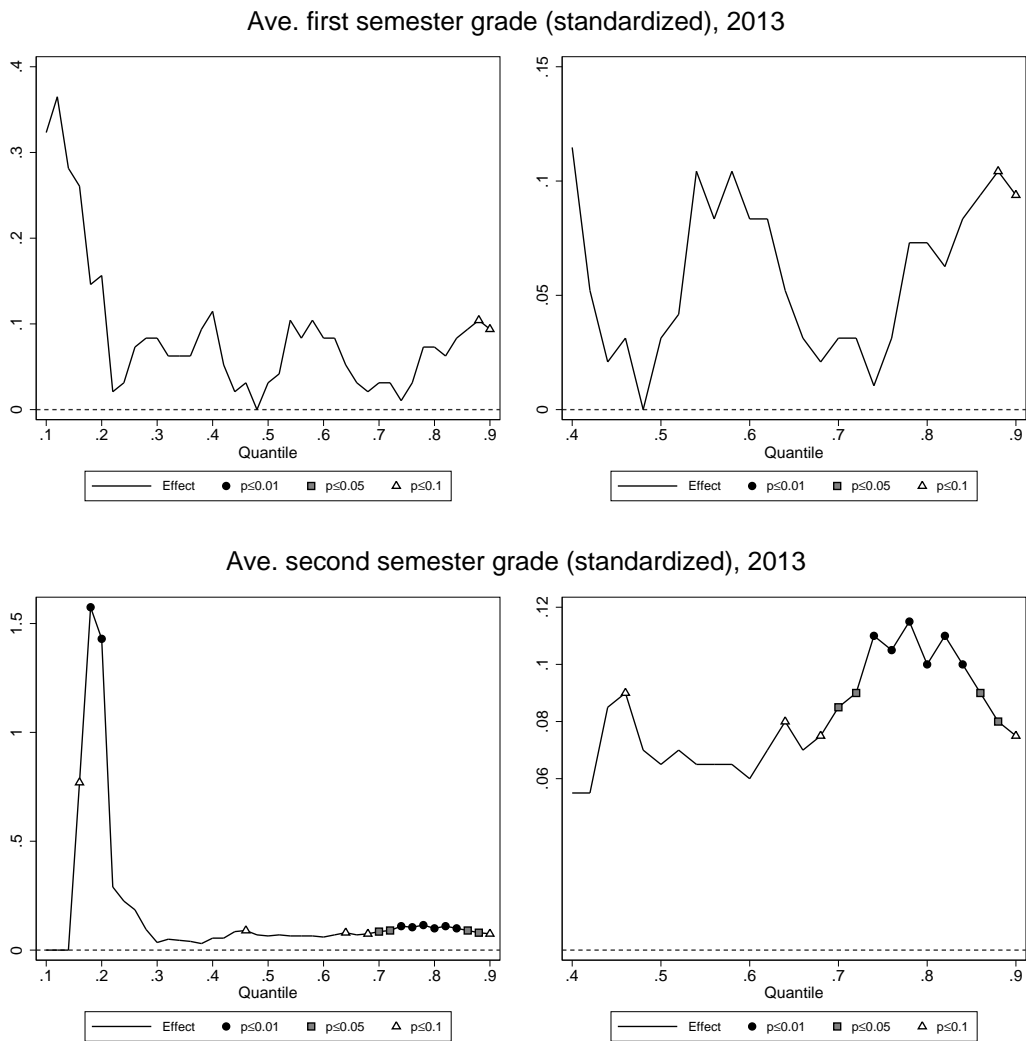 Ave. first semester grade (standardized), 2013
.4
.3
.2
.1
0
.1 .2 .3 .4 .5 .6 .7 .8 .9
Quantile
Effect p≤0.01 p≤0.05 p≤0.1
.15
.1
.05
0
.4 .5 .6 .7 .8 .9
Quantile
Effect p≤0.01 p≤0.05 p≤0.1
Ave. second semester grade (standardized), 2013
1.5
1
.5
0
.1 .2 .3 .4 .5 .6 .7 .8 .9
Quantile
Effect p≤0.01 p≤0.05 p≤0.1
.12
.1
.08
.06
.4 .5 .6 .7 .8 .9
Quantile
Effect p≤0.01 p≤0.05 p≤0.1